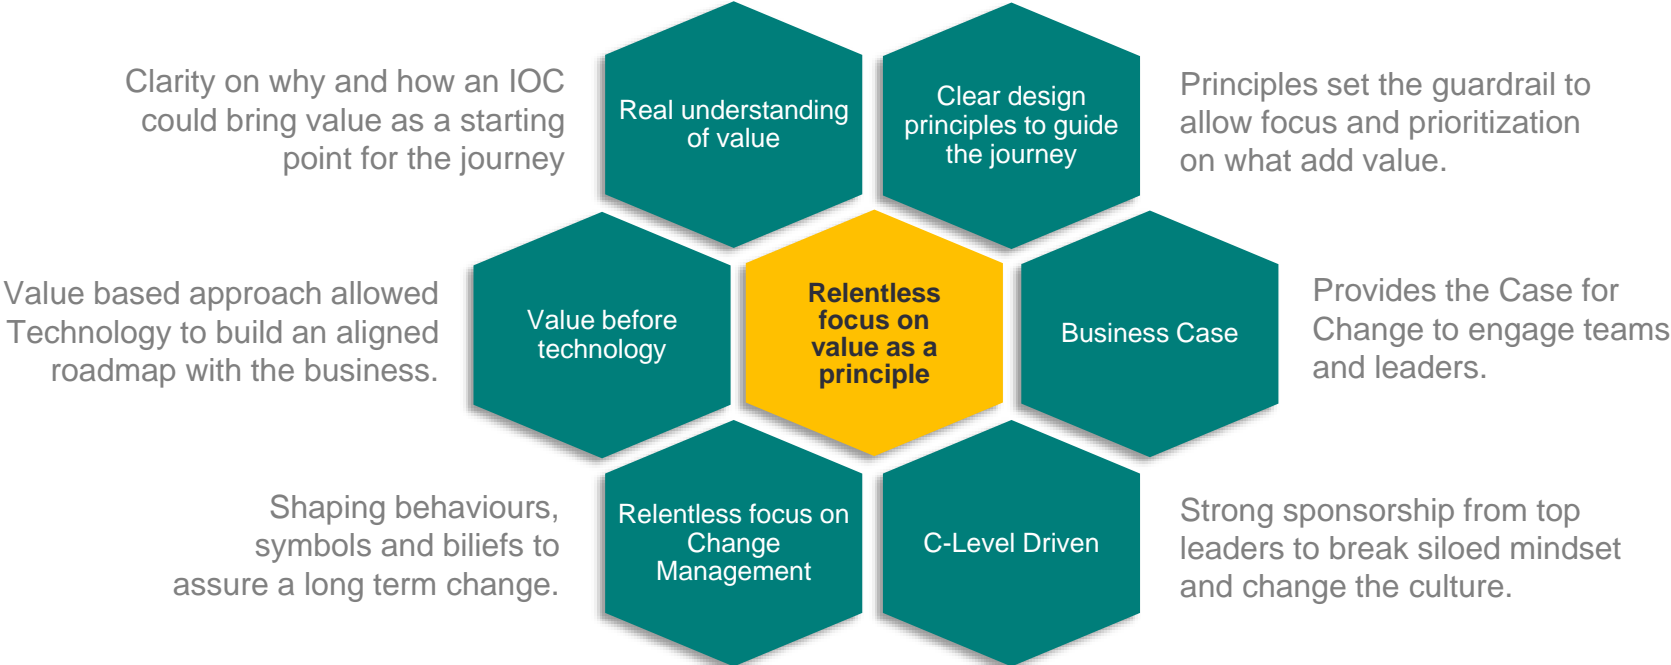 Clarity on why and how an IOC
could bring value as a starting
point for the journey
Real understanding
of value
Clear design
principles to guide
the journey
Principles set the guardrail to
allow focus and prioritization
on what add value.
Value based approach allowed
Technology to build an aligned
roadmap with the business.
Value before
technology
Relentless
focus on
value as a
principle
Business Case
Provides the Case for
Change to engage teams
and leaders.
Shaping behaviours,
symbols and biliefs to
assure a long term change.
Relentless focus on
Change
Management
C-Level Driven
Strong sponsorship from top
leaders to break siloed mindset
and change the culture.